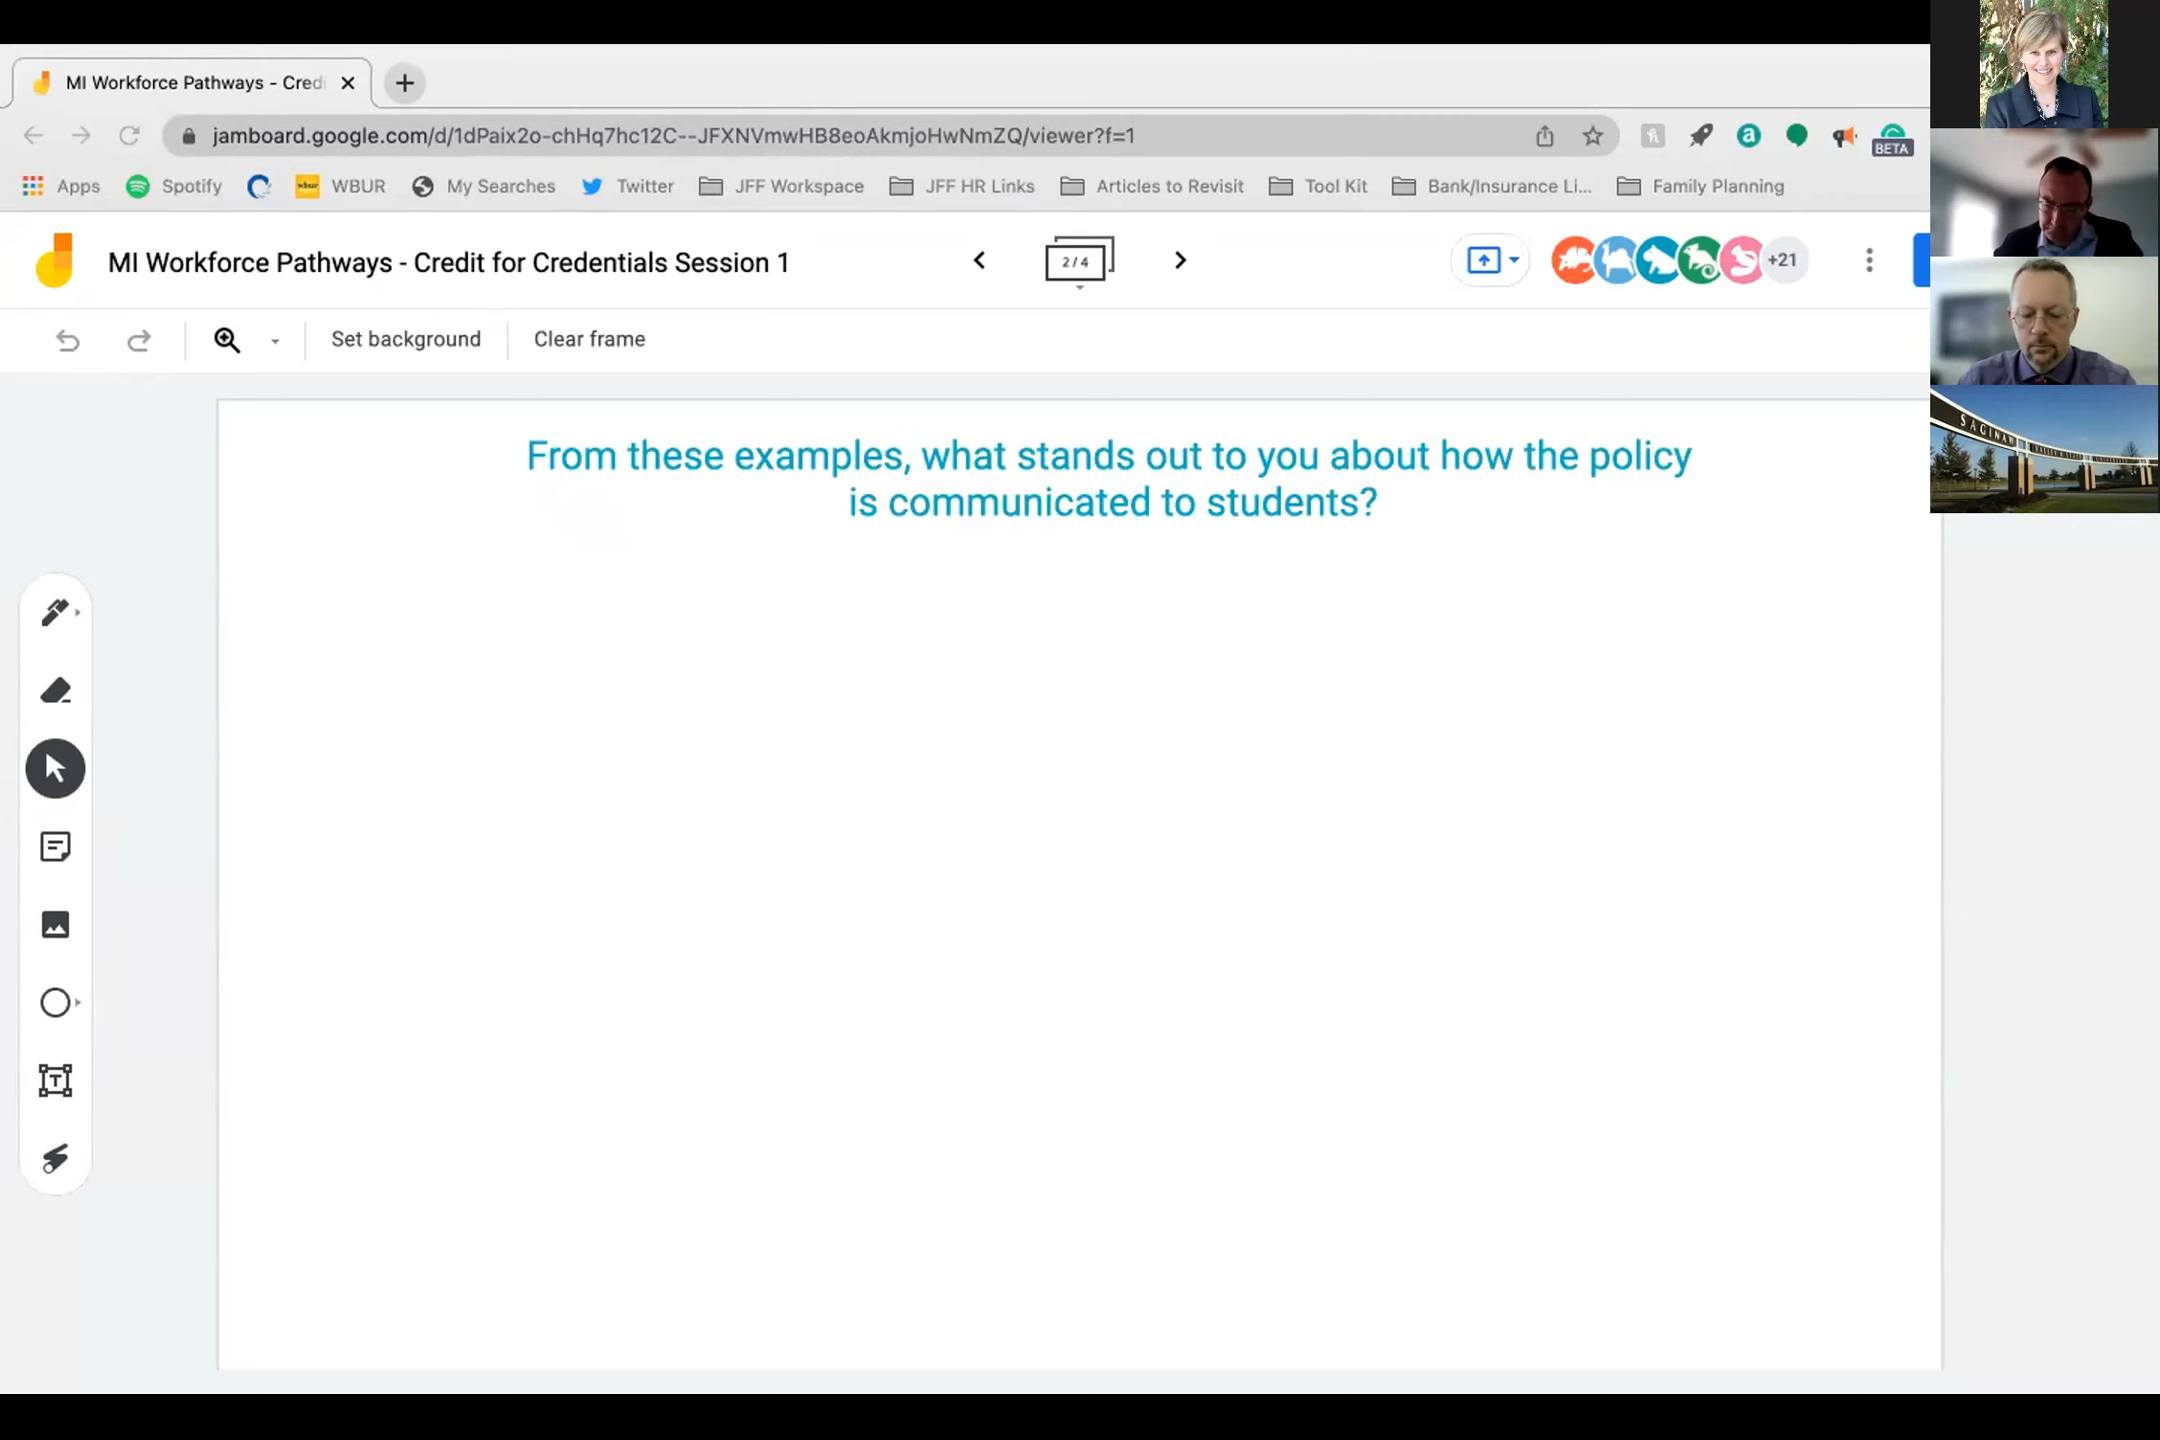 MI Workforce Pathways - Cred
jamboard.google.com/d/1dPaix2o-chHq7hc12C--JFXNVmwHB8eoAkmjoHwNmZQ/viewer?f=1
BETA
Apps
Spotify
wbur
WBUR
My Searches
Twitter
JFF Workspace
JFF HR Links
Articles to Revisit
Tool Kit
Bank/Insurance Li...
Family Planning
MI Workforce Pathways - Credit for Credentials Session 1
2 / 4
+21
Set background
Clear frame
SAGINAW
From these examples, what stands out to you about how the policy
is communicated to students?